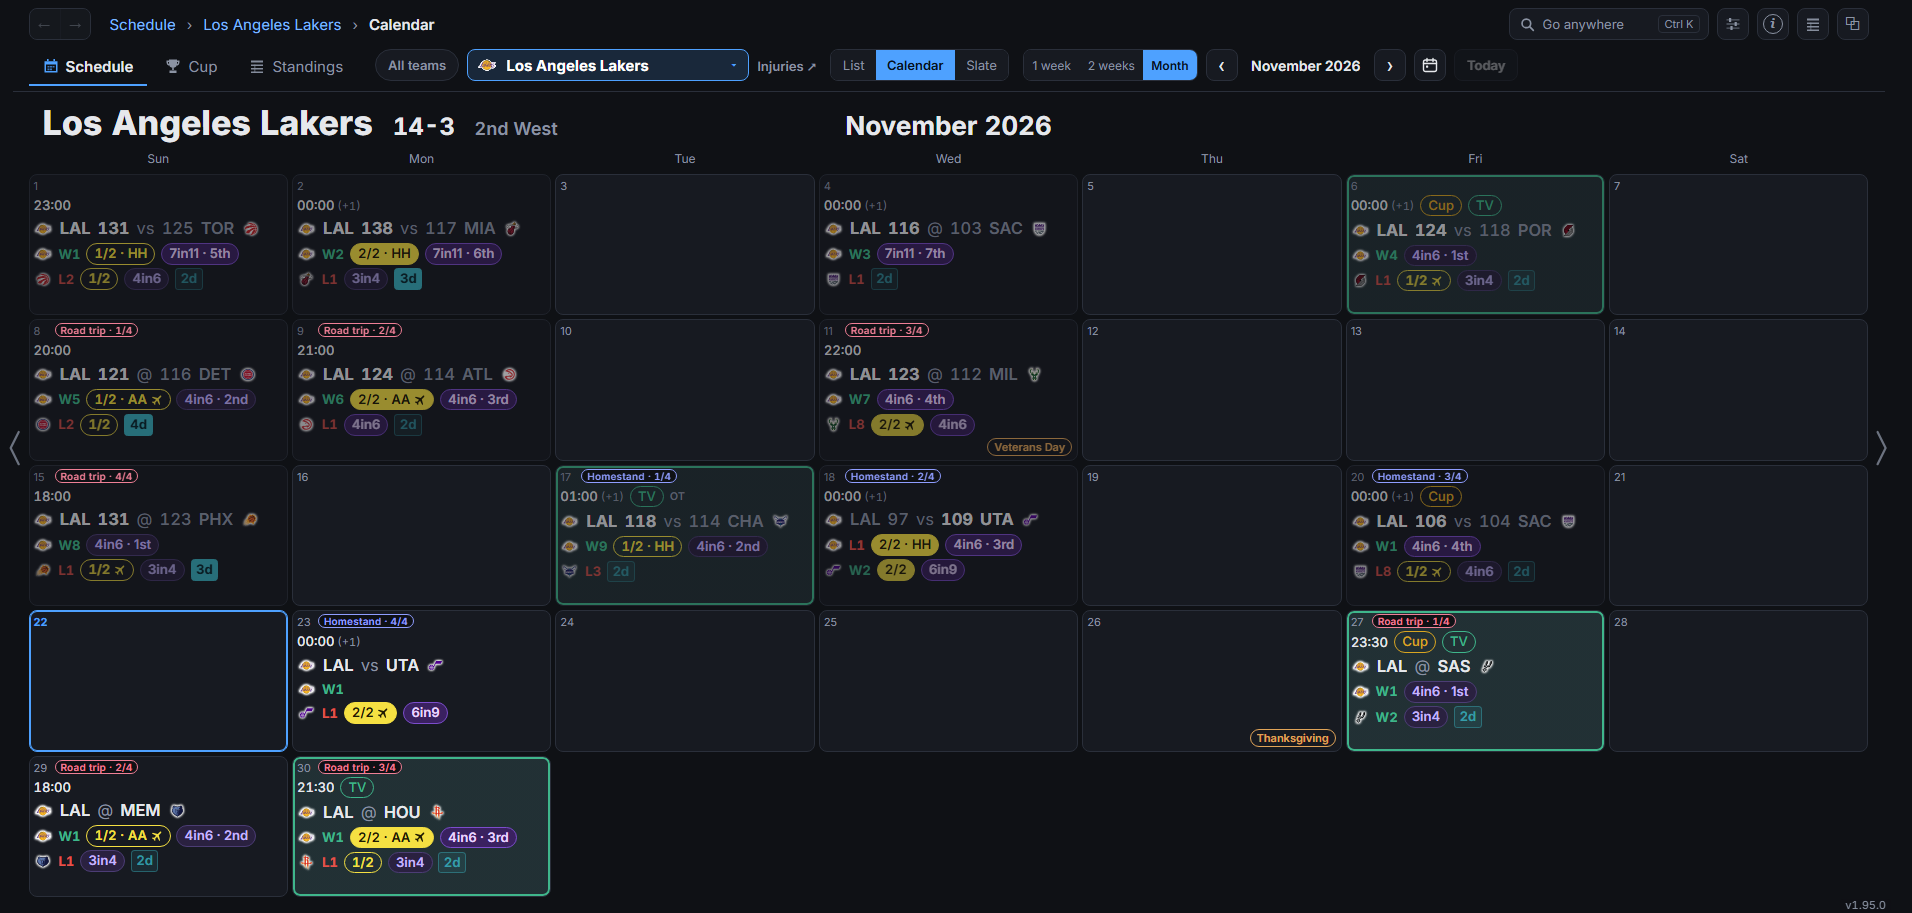 Schedule › Los Angeles Lakers › Calendar
Go anywhere Ctrl K
Schedule Cup Standings All teams Los Angeles Lakers Injuries ↗ List Calendar Slate 1 week 2 weeks Month ‹ November 2026 › Today
Los Angeles Lakers 14-3 2nd West November 2026
Sun Mon Tue Wed Thu Fri Sat
1
23:00
LAL 131 vs 125 TOR
W1 1/2 · HH 7in11 · 5th
L2 1/2 4in6 2d
2
00:00 (+1)
LAL 138 vs 117 MIA
W2 2/2 · HH 7in11 · 6th
L1 3in4 3d
3
4
00:00 (+1)
LAL 116 @ 103 SAC
W3 7in11 · 7th
L1 2d
5
6
00:00 (+1) Cup TV
LAL 124 vs 118 POR
W4 4in6 · 1st
L1 1/2 ✈ 3in4 2d
7
8 Road trip · 1/4
20:00
LAL 121 @ 116 DET
W5 1/2 · AA ✈ 4in6 · 2nd
L2 1/2 4d
9 Road trip · 2/4
21:00
LAL 124 @ 114 ATL
W6 2/2 · AA ✈ 4in6 · 3rd
L1 4in6 2d
10
11 Road trip · 3/4
22:00
LAL 123 @ 112 MIL
W7 4in6 · 4th
L8 2/2 ✈ 4in6
Veterans Day
12
13
14
15 Road trip · 4/4
18:00
LAL 131 @ 123 PHX
W8 4in6 · 1st
L1 1/2 ✈ 3in4 3d
16
17 Homestand · 1/4
01:00 (+1) TV OT
LAL 118 vs 114 CHA
W9 1/2 · HH 4in6 · 2nd
L3 2d
18 Homestand · 2/4
00:00 (+1)
LAL 97 vs 109 UTA
L1 2/2 · HH 4in6 · 3rd
W2 2/2 6in9
19
20 Homestand · 3/4
00:00 (+1) Cup
LAL 106 vs 104 SAC
W1 4in6 · 4th
L8 1/2 ✈ 4in6 2d
21
22
23 Homestand · 4/4
00:00 (+1)
LAL vs UTA
W1
L1 2/2 ✈ 6in9
24
25
26
Thanksgiving
27 Road trip · 1/4
23:30 Cup TV
LAL @ SAS
W1 4in6 · 1st
W2 3in4 2d
28
29 Road trip · 2/4
18:00
LAL @ MEM
W1 1/2 · AA ✈ 4in6 · 2nd
L1 3in4 2d
30 Road trip · 3/4
21:30 TV
LAL @ HOU
W1 2/2 · AA ✈ 4in6 · 3rd
L1 1/2 3in4 2d
v1.95.0